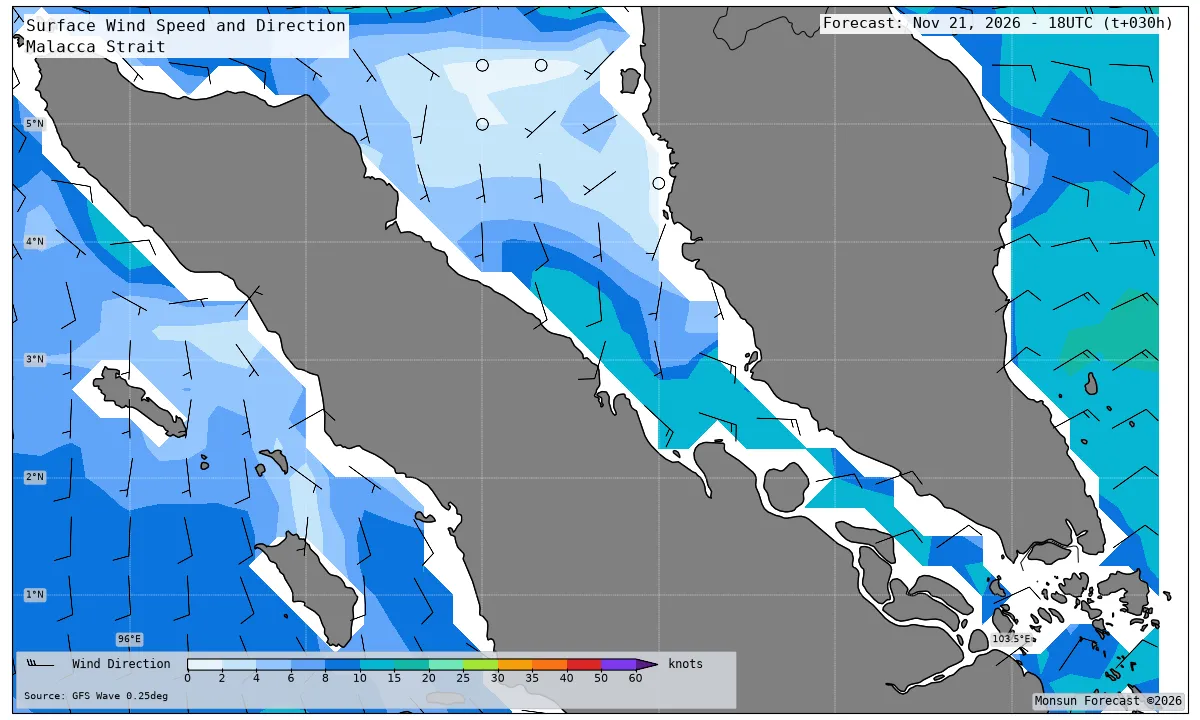 Surface Wind Speed and Direction
Malacca Strait
Forecast: Nov 21, 2026 - 18UTC (t+030h)
5°N
4°N
3°N
2°N
1°N
96°E
103.5°E
Wind Direction
0 2 4 6 8 10 15 20 25 30 35 40 50 60
knots
Source: GFS Wave 0.25deg
Monsun Forecast ©2026